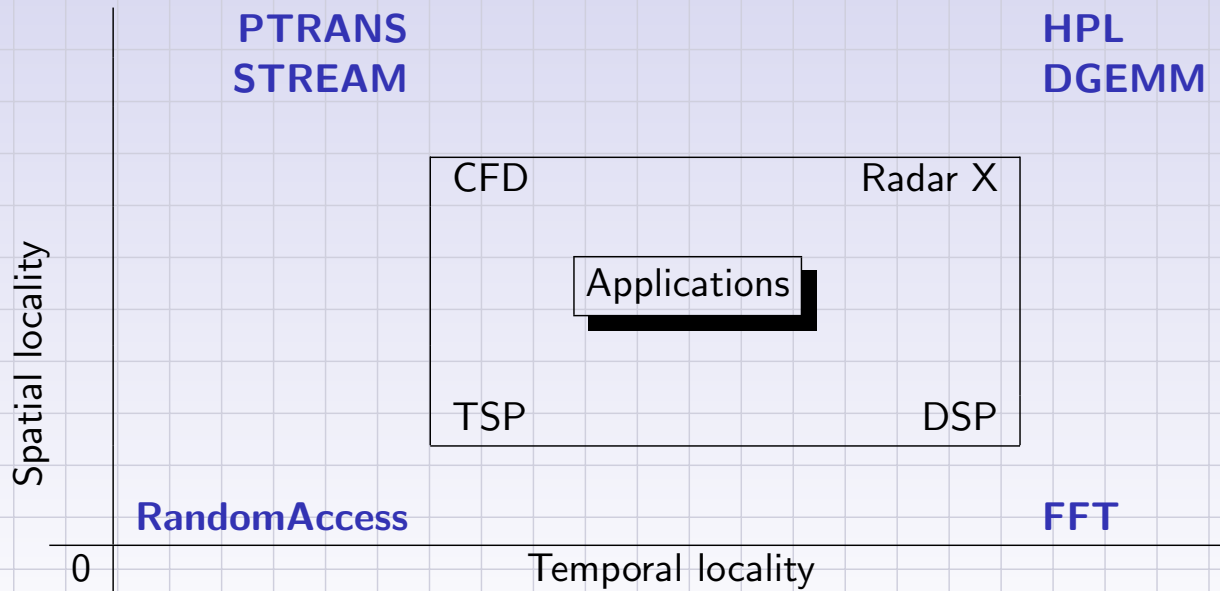 PTRANS
STREAM
HPL
DGEMM
CFD
Radar X
Applications
TSP
DSP
Spatial locality
RandomAccess
FFT
0
Temporal locality